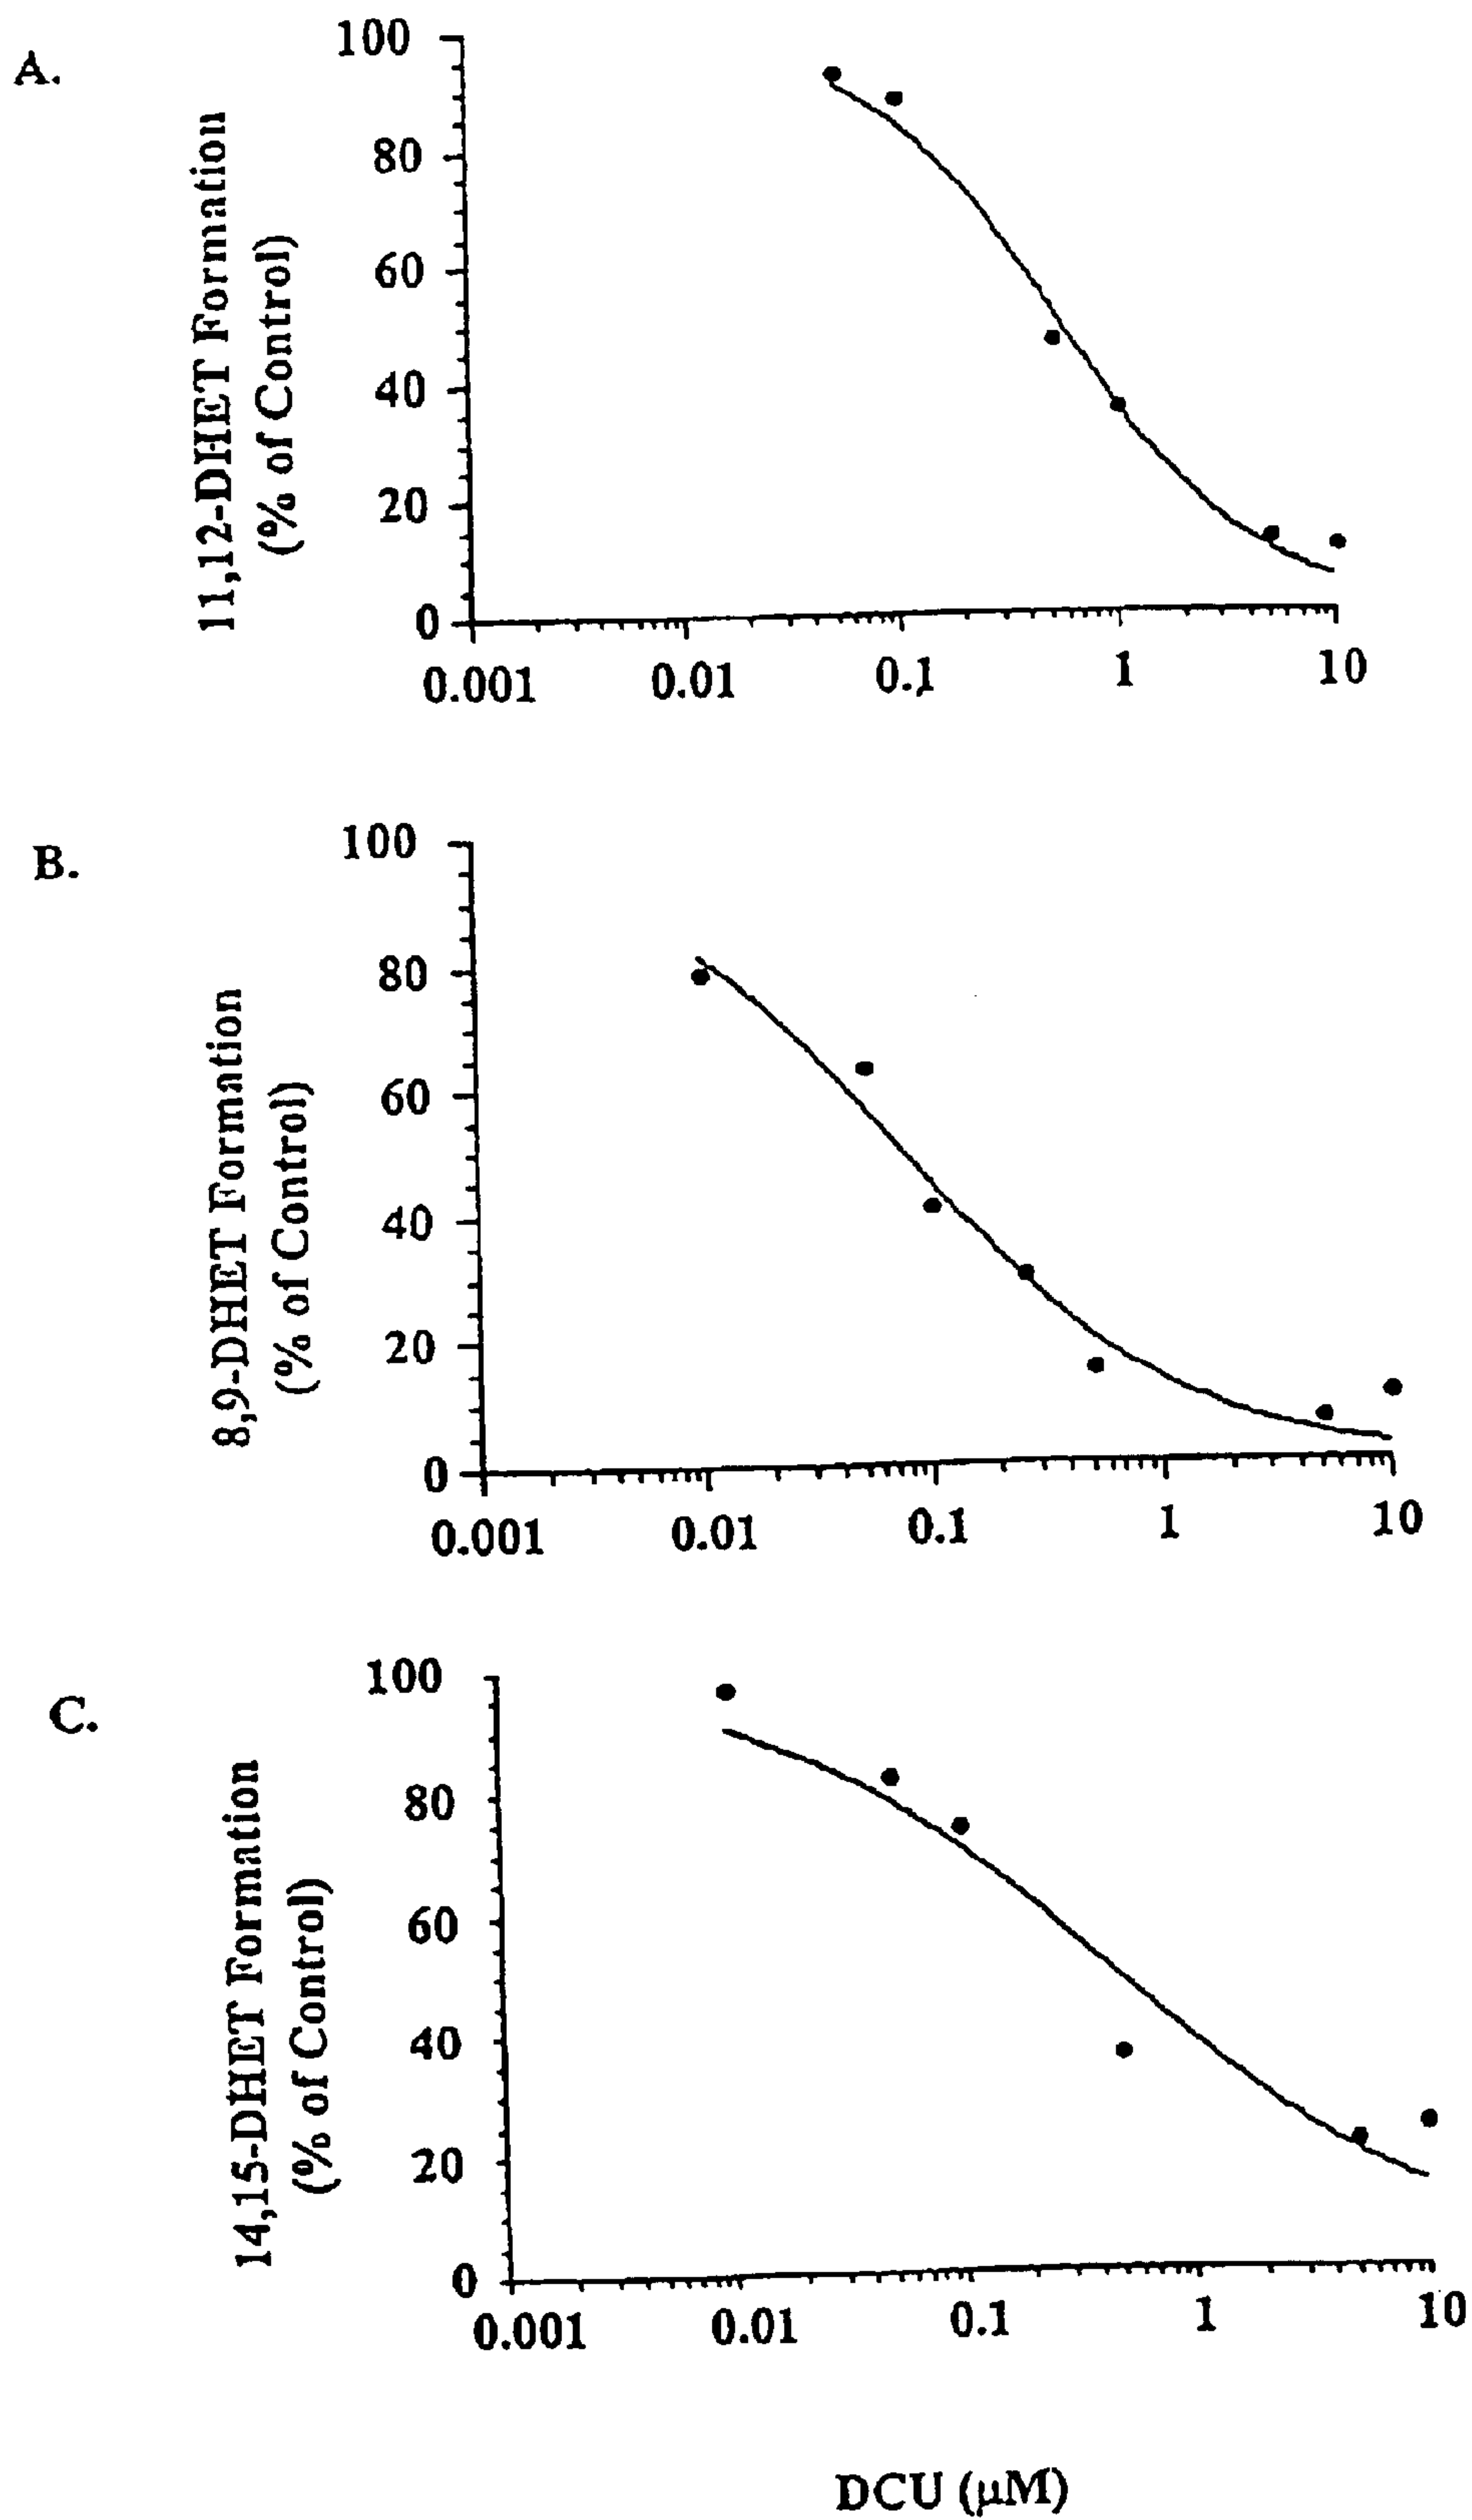 A.
11,12-DHET Formation
(% of Control)
100
80
60
40
20
0
0.001 0.01 0.1 1 10
B.
8,9-DHET Formation
(% of Control)
100
80
60
40
20
0
0.001 0.01 0.1 1 10
C.
14,15-DHET Formation
(% of Control)
100
80
60
40
20
0
0.001 0.01 0.1 1 10
DCU (μM)